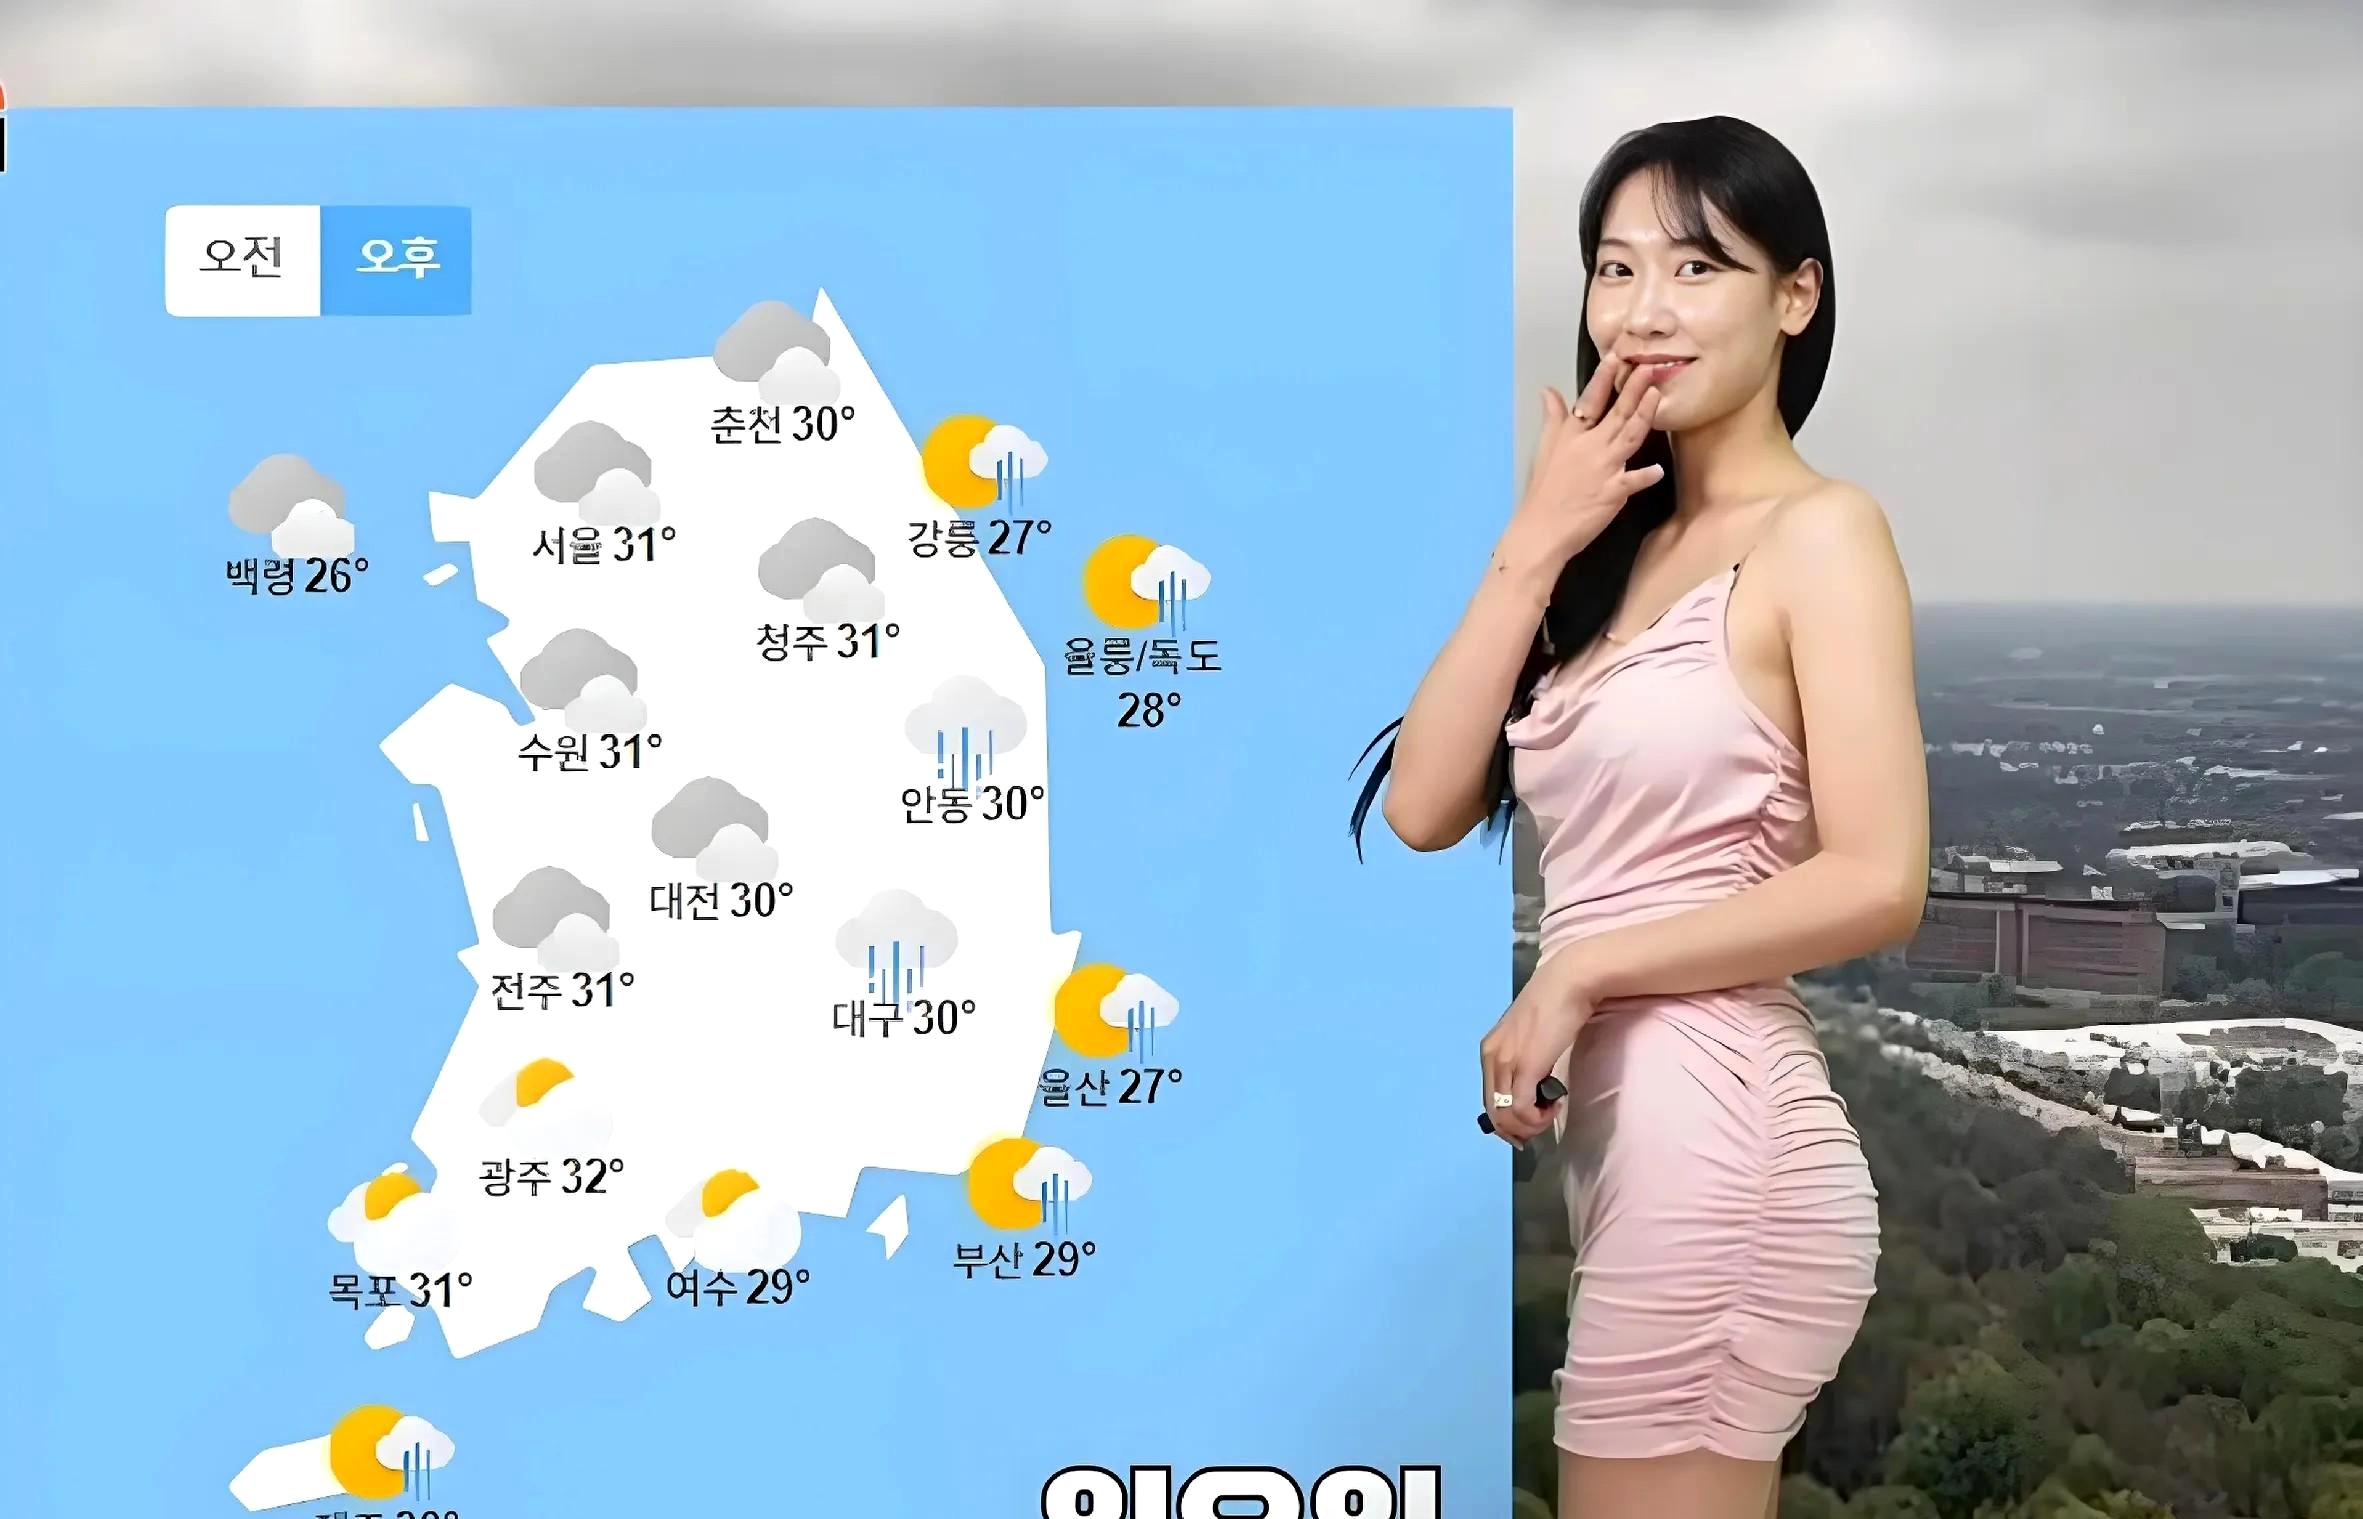 오전 오후
춘천 30°
강릉 27°
서울 31°
백령 26°
청주 31°
울릉/독도
28°
수원 31°
안동 30°
대전 30°
전주 31°
대구 30°
울산 27°
광주 32°
부산 29°
목포 31°
여수 29°